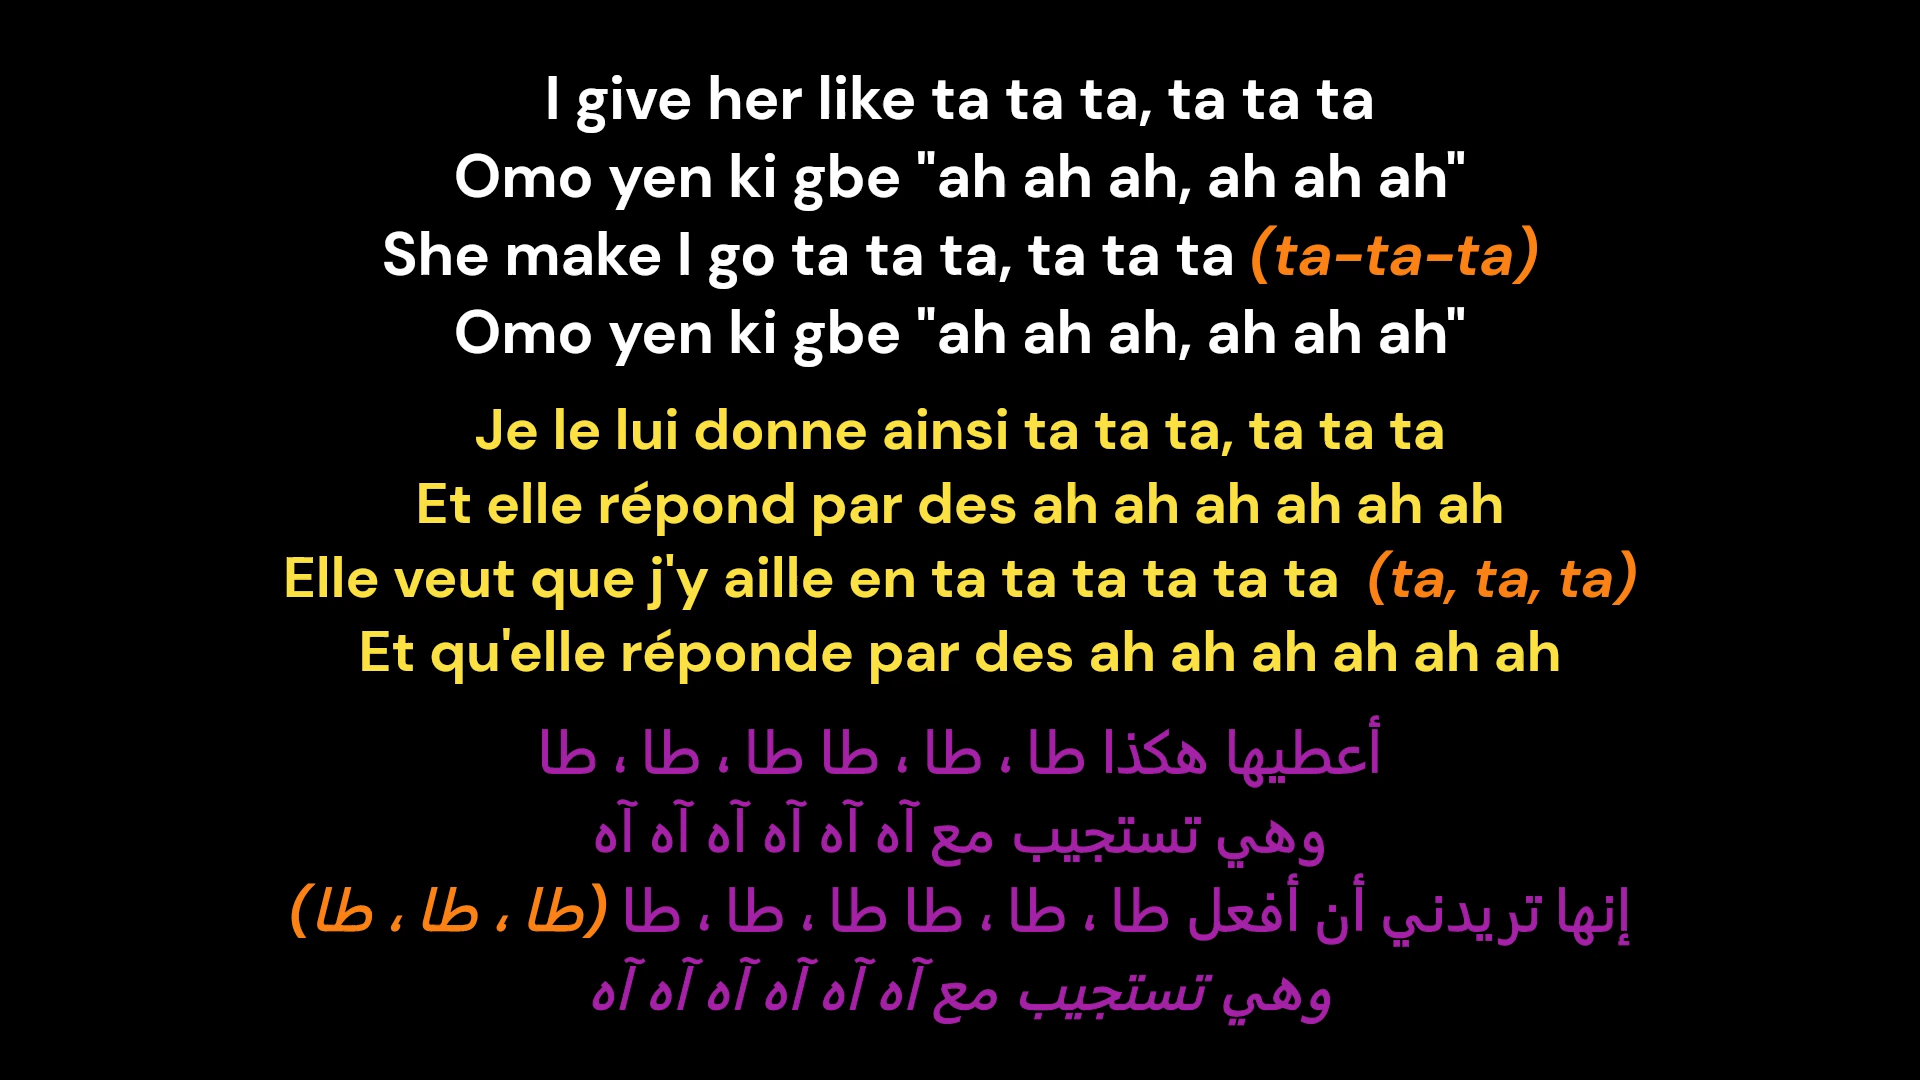 I give her like ta ta ta, ta ta ta
Omo yen ki gbe "ah ah ah, ah ah ah"
She make I go ta ta ta, ta ta ta (ta-ta-ta)
Omo yen ki gbe "ah ah ah, ah ah ah"
Je le lui donne ainsi ta ta ta, ta ta ta
Et elle répond par des ah ah ah ah ah ah
Elle veut que j'y aille en ta ta ta ta ta ta (ta, ta, ta)
Et qu'elle réponde par des ah ah ah ah ah ah
أعطيها هكذا طا ، طا ، طا طا ، طا ، طا
وهي تستجيب مع آه آه آه آه آه آه
إنها تريدني أن أفعل طا ، طا ، طا طا ، طا ، طا (طا ، طا ، طا)
وهي تستجيب مع آه آه آه آه آه آه